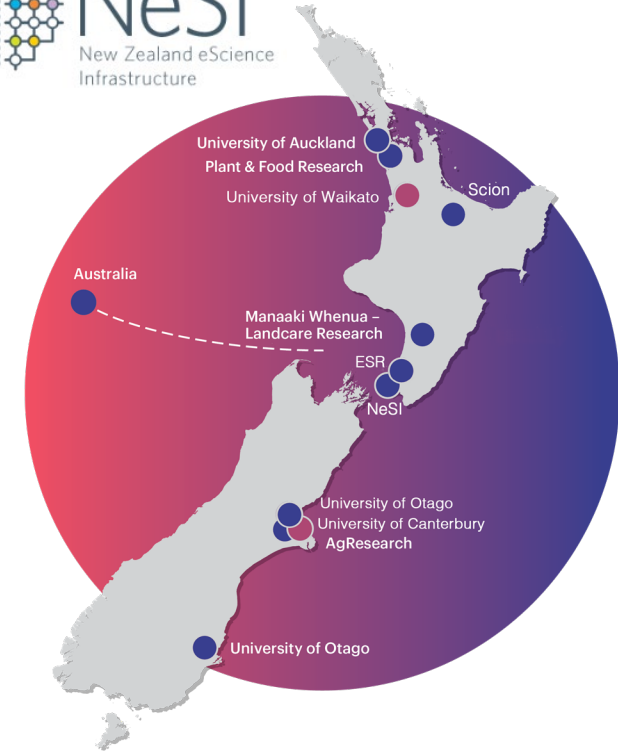 NeSI
New Zealand eScience
Infrastructure
University of Auckland
Plant & Food Research
University of Waikato
Scion
Australia
Manaaki Whenua –
Landcare Research
ESR
NeSI
University of Otago
University of Canterbury
AgResearch
University of Otago